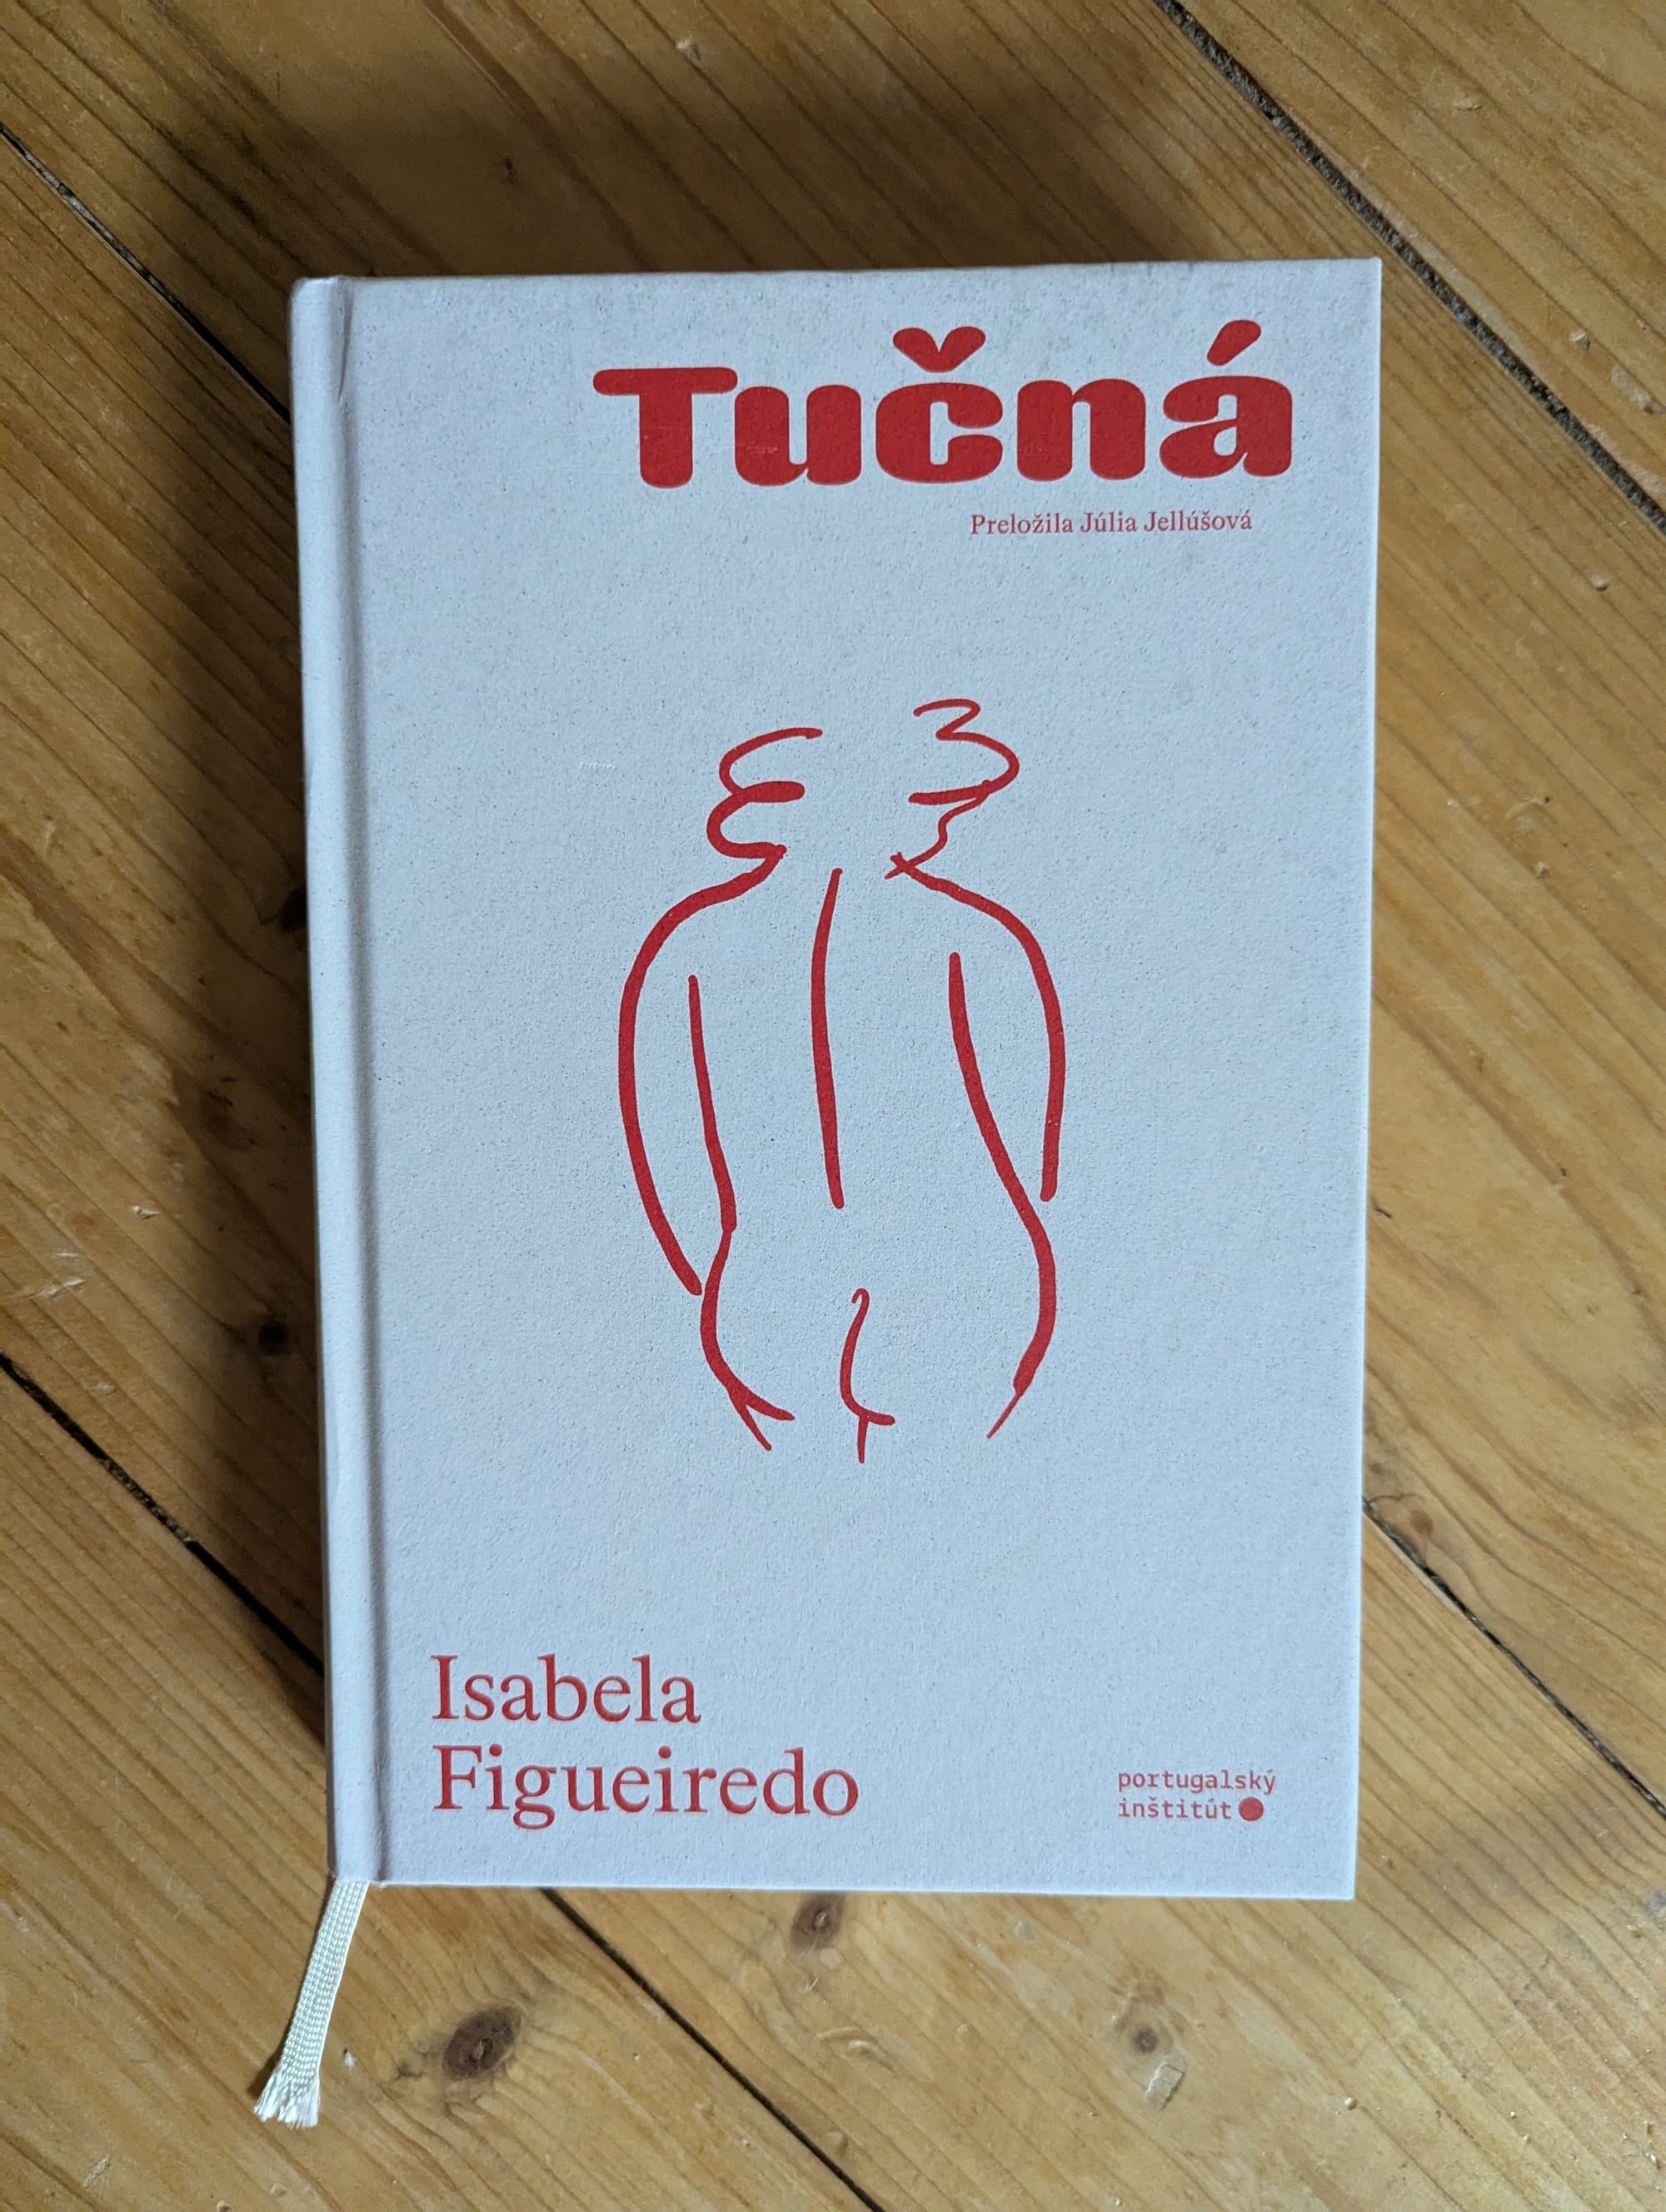 Tučná
Preložila Júlia Jellúšová
Isabela
Figueiredo
portugalský
inštitút